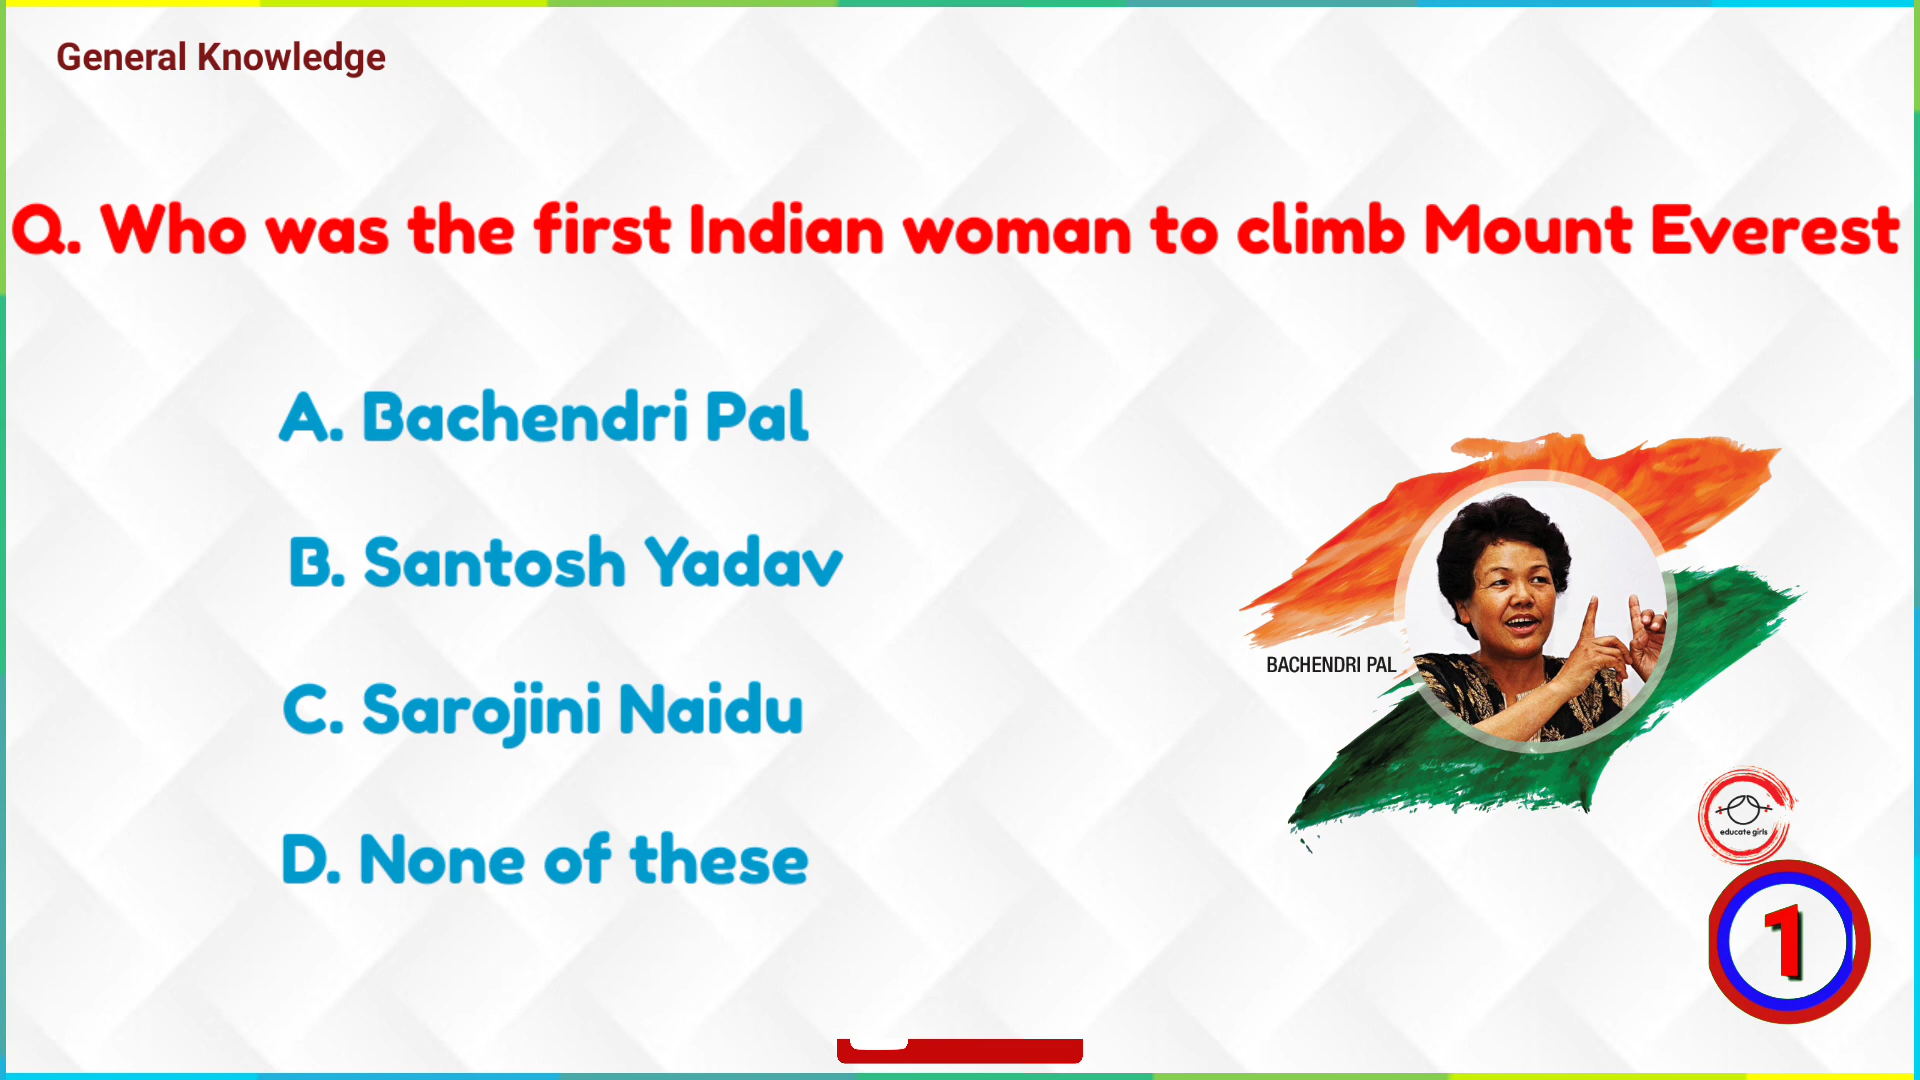 General Knowledge
Q. Who was the first Indian woman to climb Mount Everest
A. Bachendri Pal
B. Santosh Yadav
C. Sarojini Naidu
D. None of these
BACHENDRI PAL
educate girls
1